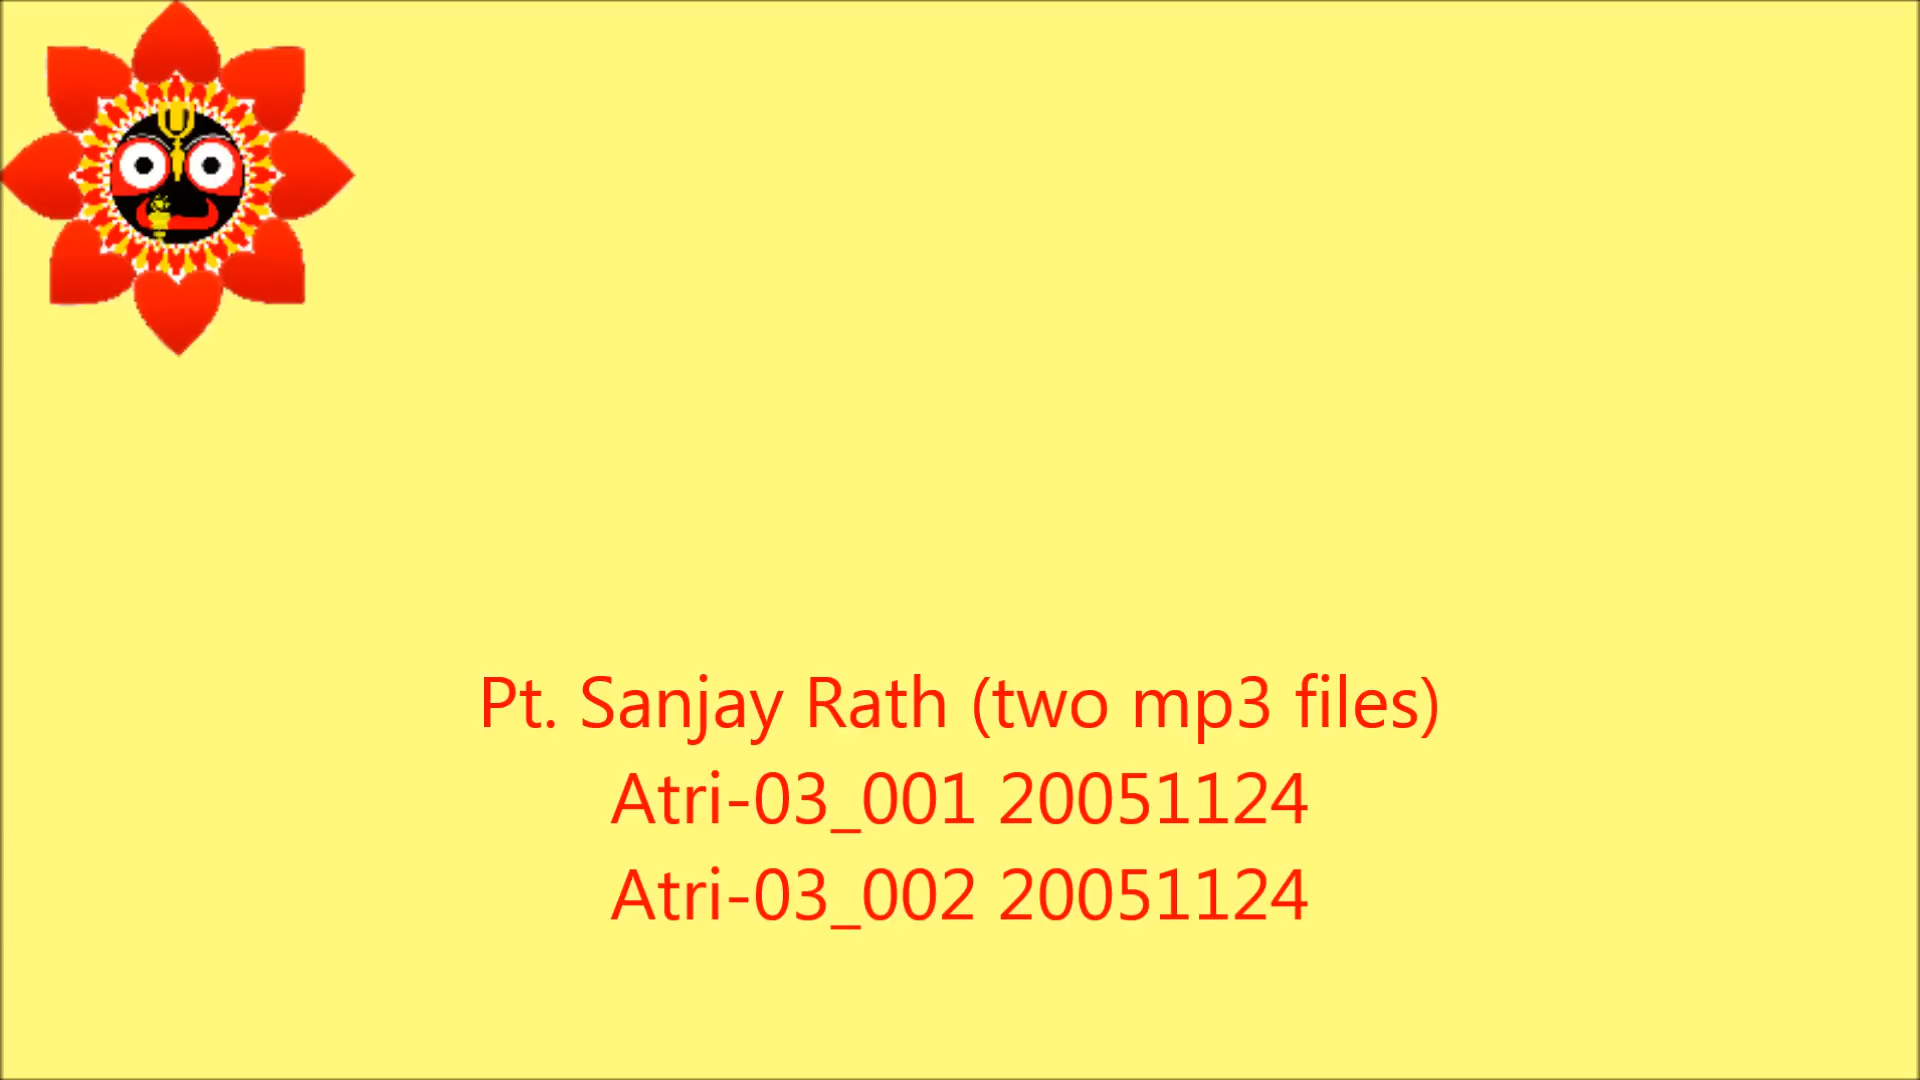 Pt. Sanjay Rath (two mp3 files)
Atri-03_001 20051124
Atri-03_002 20051124